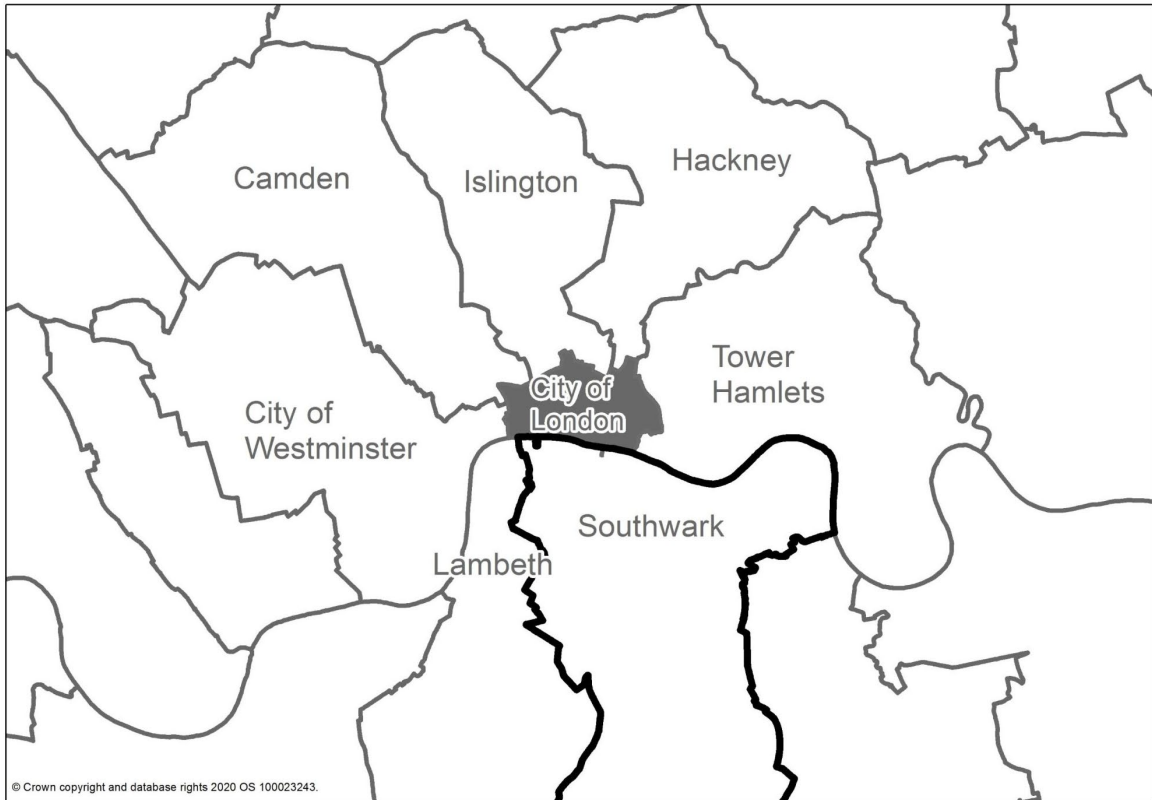 Camden
Islington
Hackney
City of
Westminster
City of
London
Tower
Hamlets
Southwark
Lambeth
© Crown copyright and database rights 2020 OS 100023243.